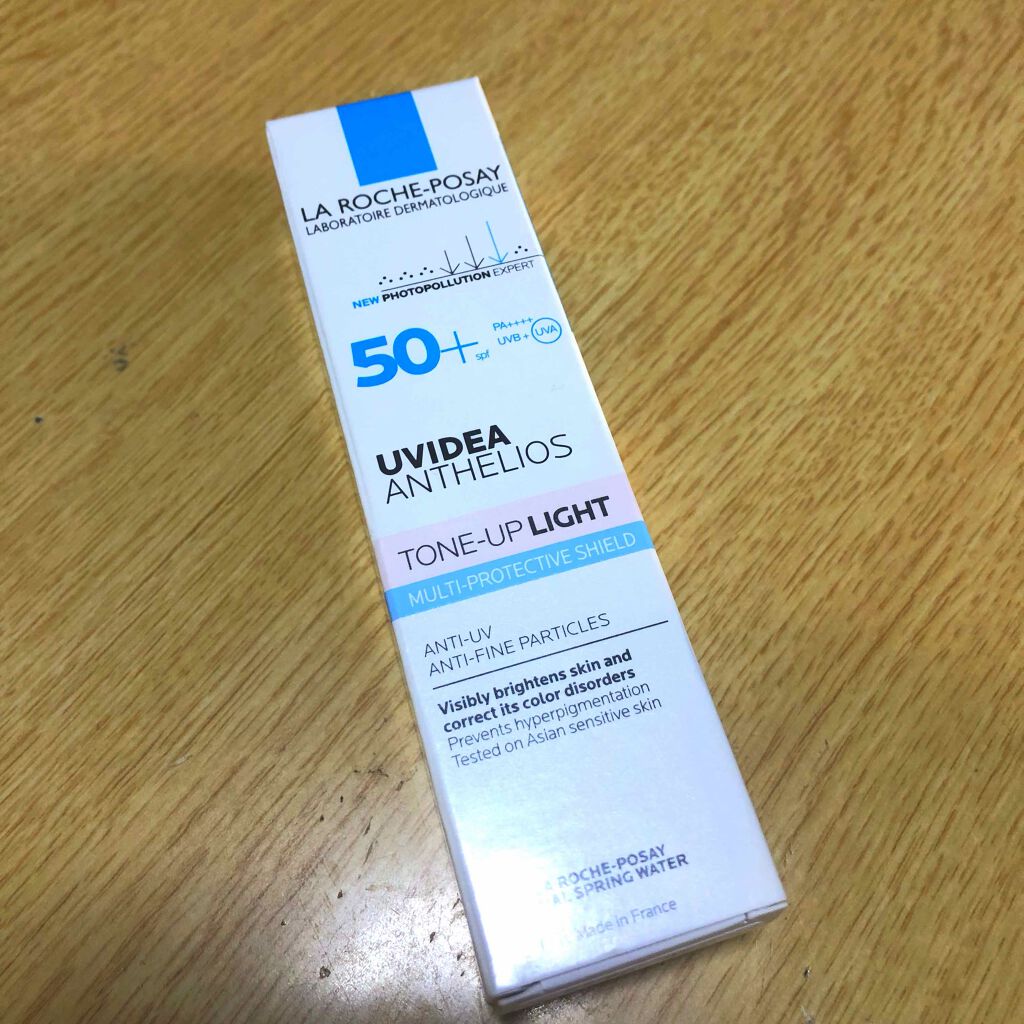 LA ROCHE-POSAY
LABORATOIRE DERMATOLOGIQUE
NEW PHOTOPOLLUTION EXPERT
50+ spf
PA++++
UVB + UVA
UVIDEA
ANTHELIOS
TONE-UP LIGHT
MULTI-PROTECTIVE SHIELD
ANTI-UV
ANTI-FINE PARTICLES
Visibly brightens skin and
correct its color disorders
Prevents hyperpigmentation
Tested on Asian sensitive skin
ROCHE-POSAY
SPRING WATER
Made in France